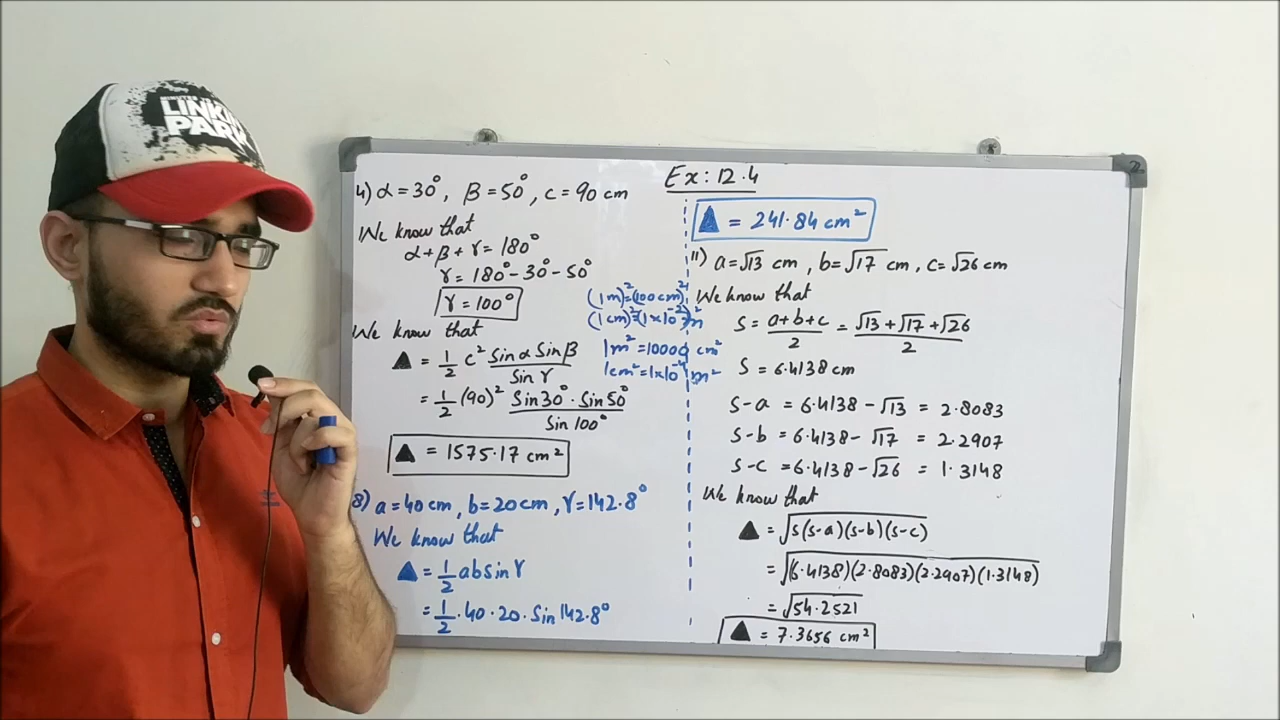 LINKIN
PARK
Ex: 12.4
4) α = 30°, β = 50°, c = 90 cm
We know that
α + β + γ = 180°
γ = 180° - 30° - 50°
γ = 100°
We know that
▲ = 1/2 c² Sin α Sin β / Sin γ
= 1/2 (90)² Sin 30° · Sin 50° / Sin 100°
▲ = 1575.17 cm²
8) a = 40 cm, b = 20 cm, γ = 142.8°
We know that
▲ = 1/2 ab sin γ
= 1/2 · 40 · 20 · Sin 142.8°
(1 m)² = (100 cm)²
(1 cm)² = (1×10⁻² m)²
1 m² = 10000 cm²
1 cm² = 1×10⁻⁴ m²
▲ = 241.84 cm²
11) a = √13 cm, b = √17 cm, c = √26 cm
We know that
S = a+b+c / 2 = √13 + √17 + √26 / 2
S = 6.4138 cm
S-a = 6.4138 - √13 = 2.8083
S-b = 6.4138 - √17 = 2.2907
S-c = 6.4138 - √26 = 1.3148
We know that
▲ = √S(S-a)(S-b)(S-c)
= √(6.4138)(2.8083)(2.2907)(1.3148)
= √54.2521
▲ = 7.3656 cm²